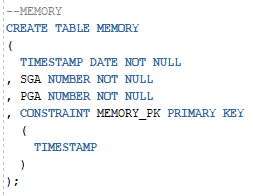 --MEMORY
CREATE TABLE MEMORY
(
TIMESTAMP DATE NOT NULL
, SGA NUMBER NOT NULL
, PGA NUMBER NOT NULL
, CONSTRAINT MEMORY_PK PRIMARY KEY
(
TIMESTAMP
)
);